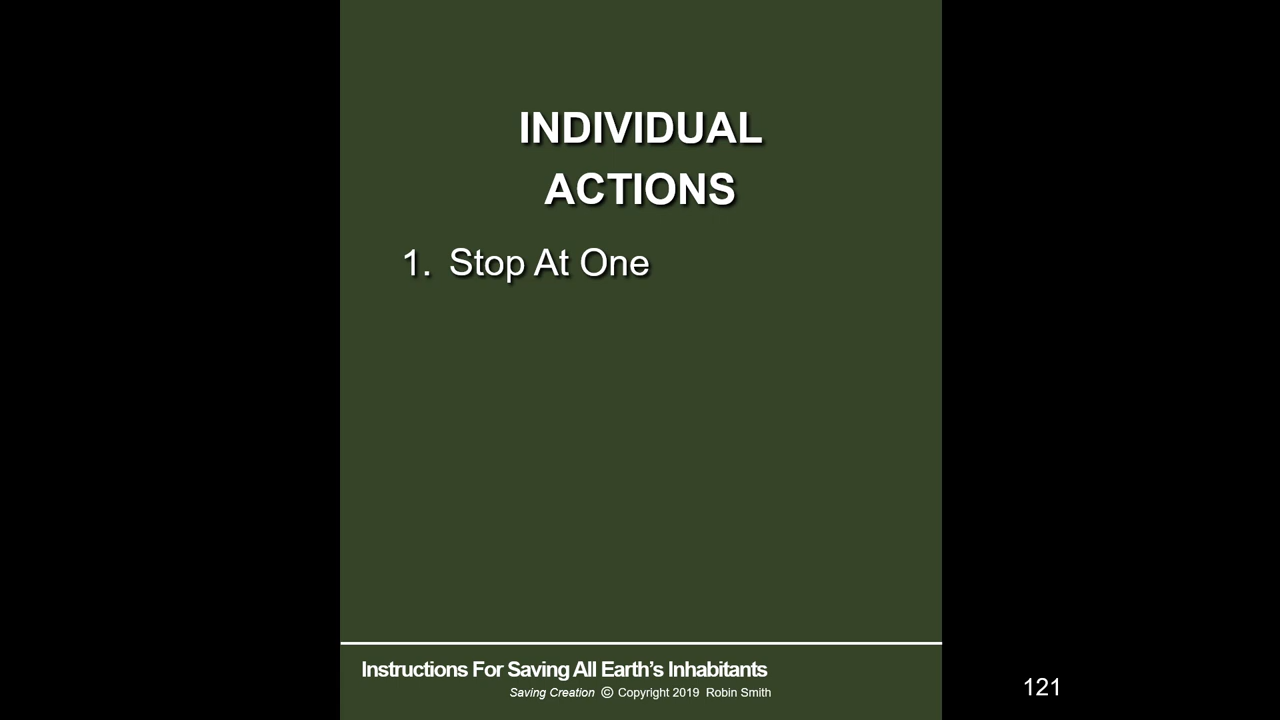 INDIVIDUAL
ACTIONS
1. Stop At One
Instructions For Saving All Earth's Inhabitants
Saving Creation © Copyright 2019 Robin Smith
121